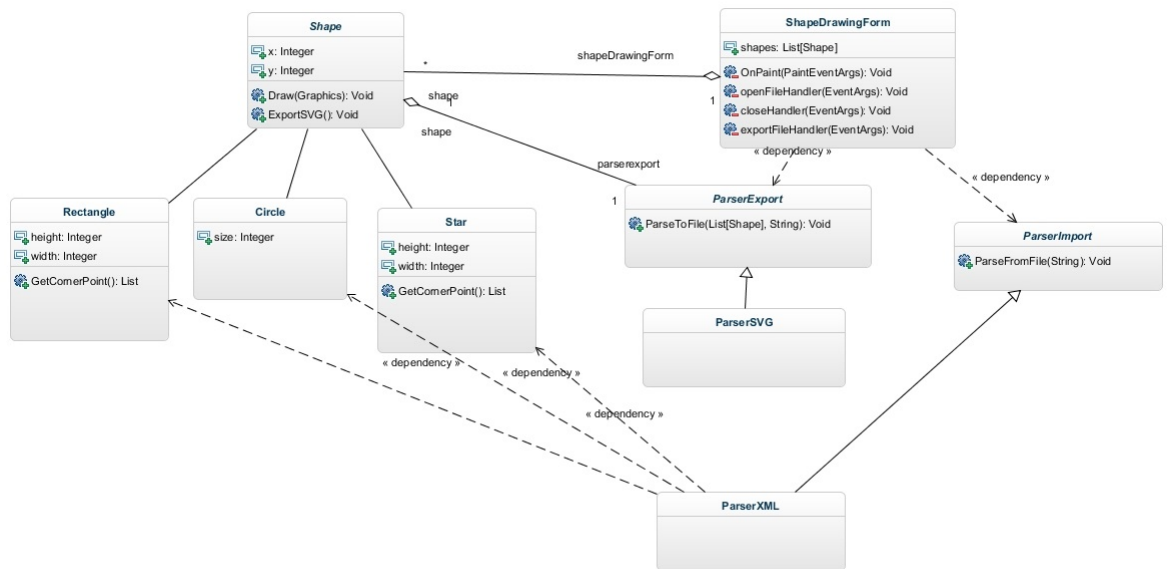 Shape
x: Integer
y: Integer
Draw(Graphics): Void
ExportSVG(): Void
shapeDrawingForm
*
shape
1
1
shape
ShapeDrawingForm
shapes: List[Shape]
OnPaint(PaintEventArgs): Void
openFileHandler(EventArgs): Void
closeHandler(EventArgs): Void
exportFileHandler(EventArgs): Void
« dependency »
« dependency »
parserexport
1
Rectangle
height: Integer
width: Integer
GetCornerPoint(): List
Circle
size: Integer
Star
height: Integer
width: Integer
GetCornerPoint(): List
ParserExport
ParseToFile(List[Shape], String): Void
ParserImport
ParseFromFile(String): Void
ParserSVG
« dependency »
« dependency »
« dependency »
ParserXML